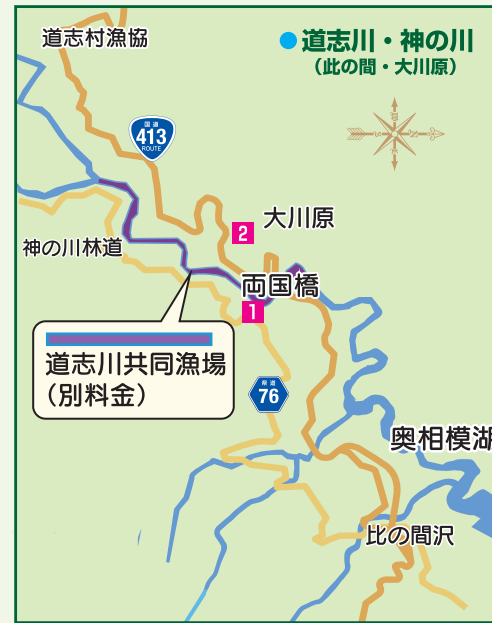 道志村漁協
道志川・神の川
（此の間・大川原）
国道
413
ROUTE
2
大川原
神の川林道
両国橋
1
道志川共同漁場
（別料金）
県道
76
奥相模湖
比の間沢